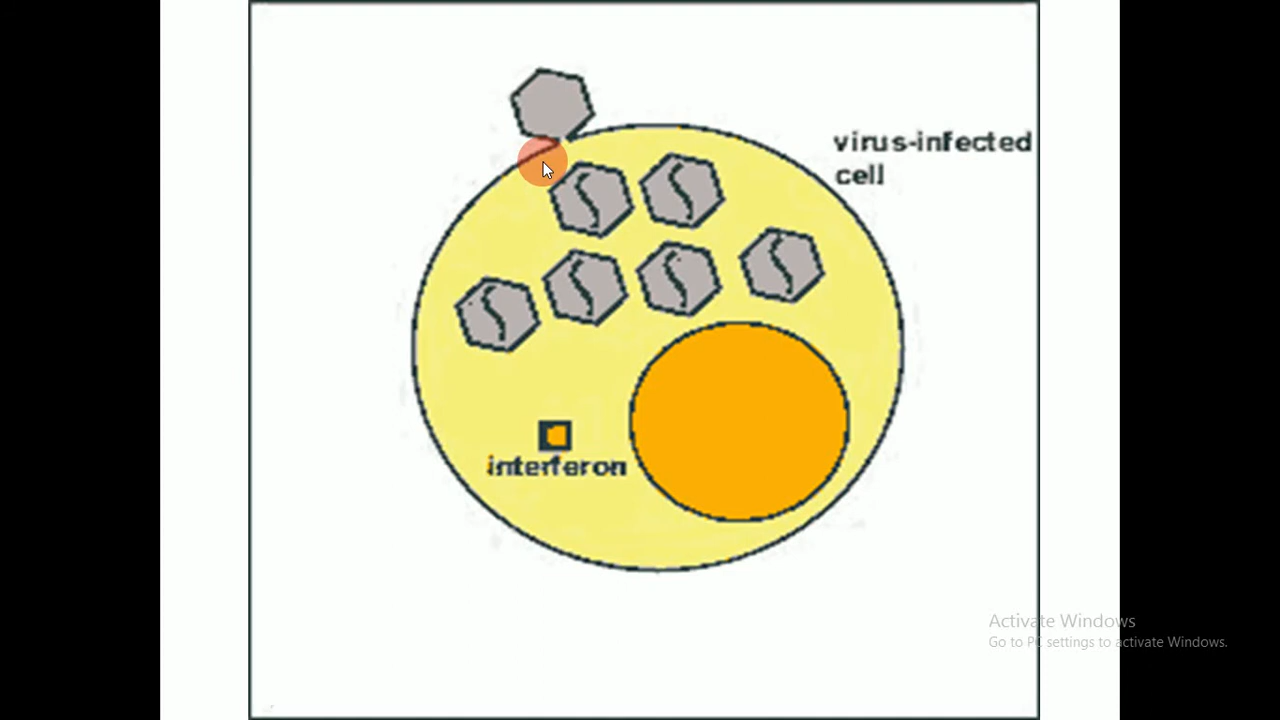 virus-infected
cell
interferon
Activate Windows
Go to PC settings to activate Windows.